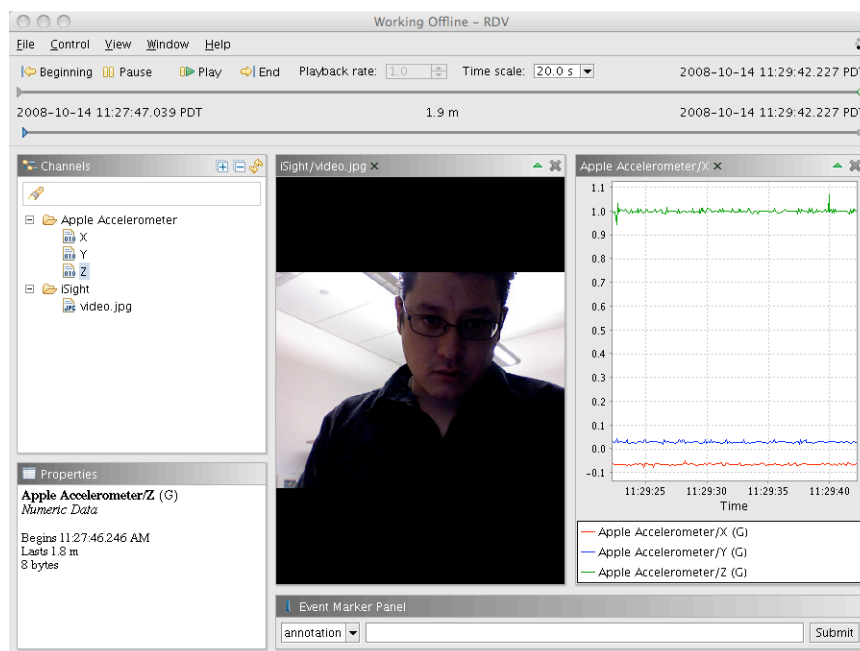 Working Offline – RDV
File Control View Window Help
Beginning Pause Play End Playback rate: 1.0 Time scale: 20.0 s 2008-10-14 11:29:42.227 PD
2008-10-14 11:27:47.039 PDT 1.9 m 2008-10-14 11:29:42.227 PD
Channels
Apple Accelerometer
X
Y
Z
iSight
video.jpg
Properties
Apple Accelerometer/Z (G)
Numeric Data
Begins 11:27:46.246 AM
Lasts 1.8 m
8 bytes
iSight/video.jpg
Apple Accelerometer/X
1.1
1.0
0.9
0.8
0.7
0.6
0.5
0.4
0.3
0.2
0.1
0.0
-0.1
11:29:25 11:29:30 11:29:35 11:29:40
Time
Apple Accelerometer/X (G)
Apple Accelerometer/Y (G)
Apple Accelerometer/Z (G)
Event Marker Panel
annotation Submit